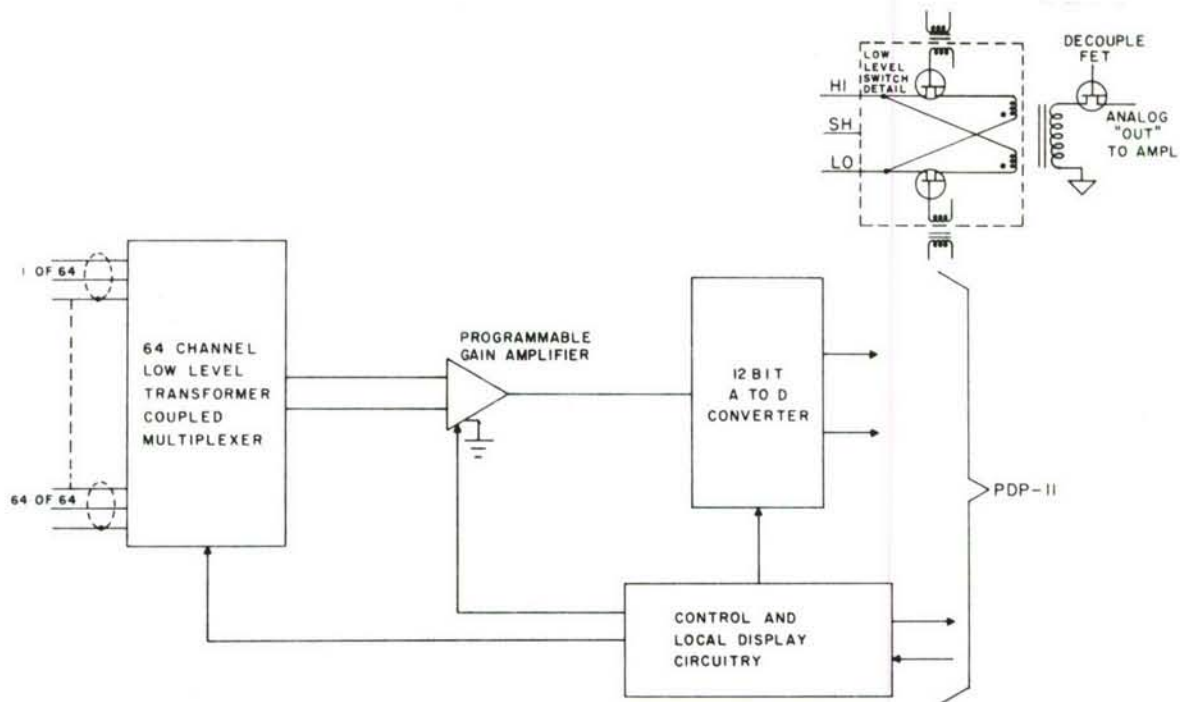 LOW
LEVEL
SWITCH
DETAIL
HI
SH
LO
DECOUPLE
FET
ANALOG
"OUT"
TO AMPL
1 OF 64
64 OF 64
64 CHANNEL
LOW LEVEL
TRANSFORMER
COUPLED
MULTIPLEXER
PROGRAMMABLE
GAIN AMPLIFIER
12 BIT
A TO D
CONVERTER
PDP-11
CONTROL AND
LOCAL DISPLAY
CIRCUITRY